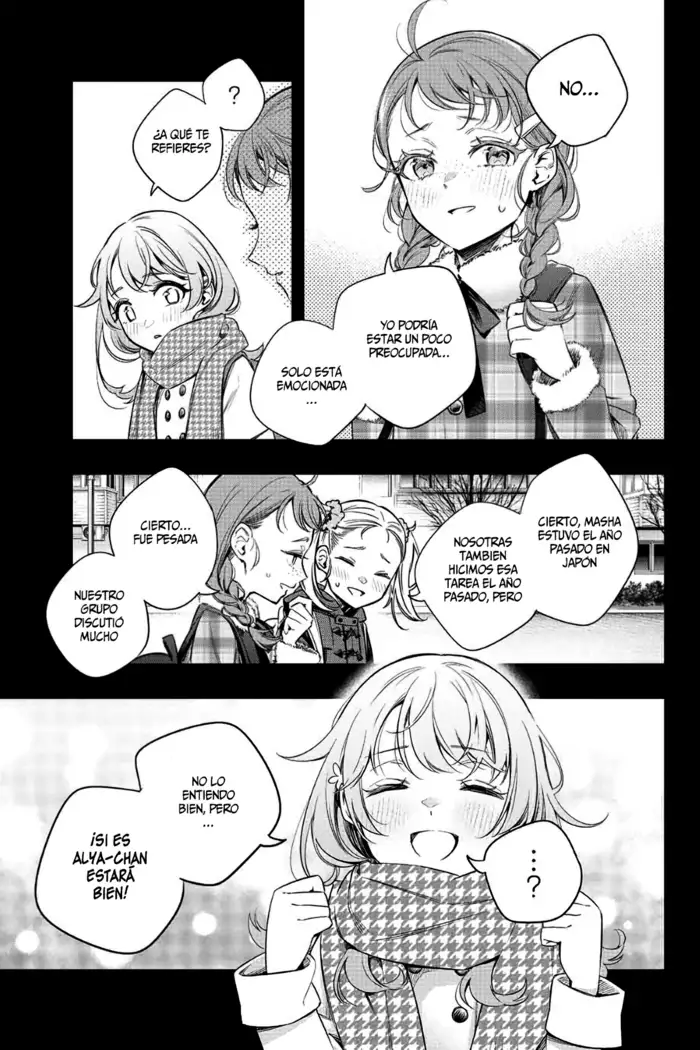 NO...
YO PODRÍA
ESTAR UN POCO
PREOCUPADA...
SOLO ESTÁ
EMOCIONADA
...
?
¿A QUÉ TE
REFIERES?
CIERTO, MASHA
ESTUVO EL AÑO
PASADO EN
JAPÓN
NOSOTRAS
TAMBIEN
HICIMOS ESA
TAREA EL AÑO
PASADO, PERO
CIERTO...
FUE PESADA
NUESTRO
GRUPO
DISCUTIÓ
MUCHO
...?
NO LO
ENTIENDO
BIEN, PERO
...
¡SI ES
ALYA-CHAN
ESTARÁ
BIEN!